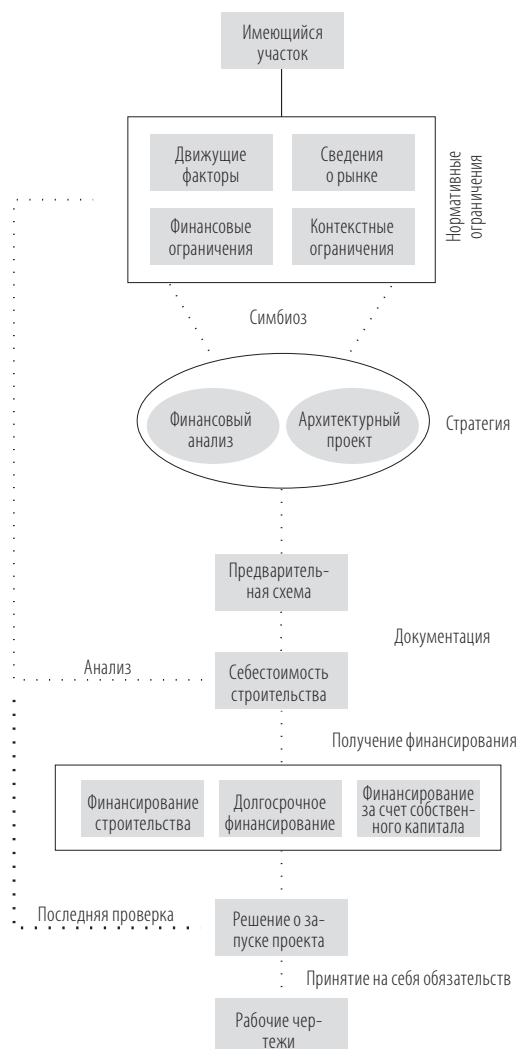 Имеющийся
участок
Движущие
факторы
Сведения
о рынке
Финансовые
ограничения
Контекстные
ограничения
Нормативные
ограничения
Симбиоз
Финансовый
анализ
Архитектурный
проект
Стратегия
Предваритель-
ная схема
Документация
Анализ
Себестоимость
строительства
Получение финансирования
Финансирование
строительства
Долгосрочное
финансирование
Финансирование
за счет собствен-
ного капитала
Последняя проверка
Решение о за-
пуске проекта
Принятие на себя обязательств
Рабочие чер-
тежи